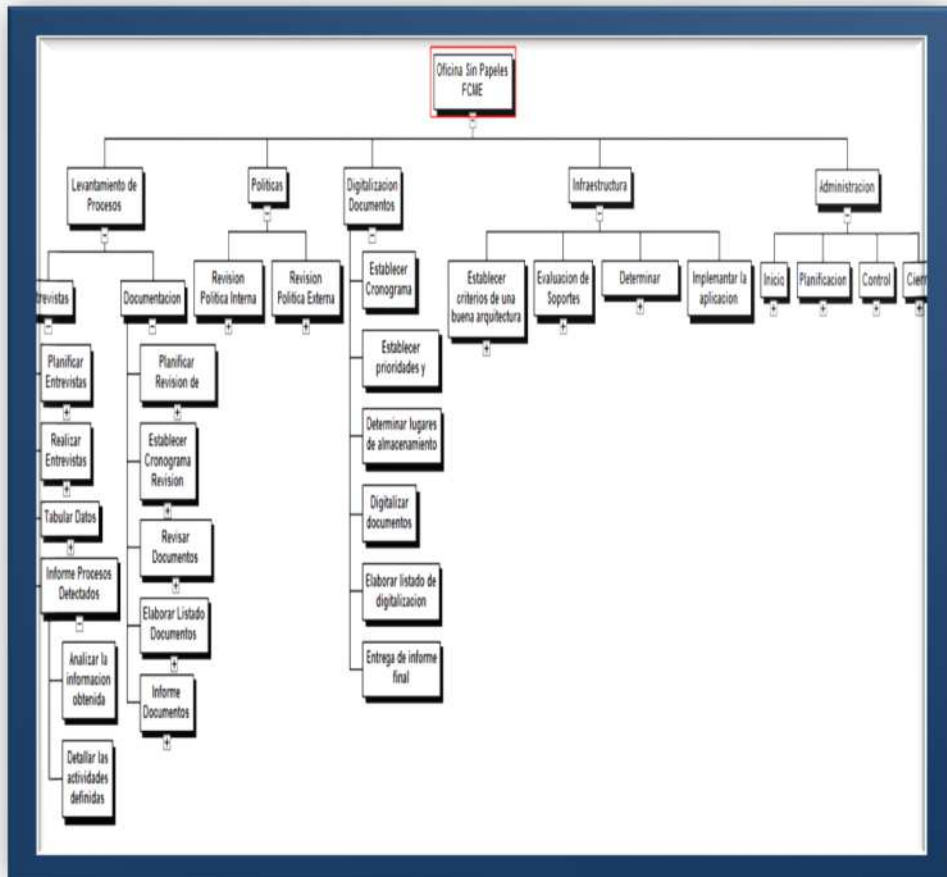 Oficina Sin Papeles
FCME
Levantamiento de
Procesos
Politicas
Digitalizacion
Documentos
Infraestructura
Administracion
trevistas
Documentacion
Revision
Politica Interna
Revision
Politica Externa
Establecer
Cronograma
Establecer
criterios de una
buena arquitectura
Evaluacion de
Soportes
Determinar
Implemantar la
aplicacion
Inicio
Planificacion
Control
Cierre
Planificar
Entrevistas
Realizar
Entrevistas
Tabular Datos
Informe Procesos
Detectados
Analizar la
informacion
obtenida
Detallar las
actividades
definidas
Planificar
Revision de
Establecer
Cronograma
Revision
Revisar
Documentos
Elaborar Listado
Documentos
Informe
Documentos
Establecer
prioridades y
Determinar lugares
de almacenamiento
Digitalizar
documentos
Elaborar listado de
digitalizacion
Entrega de informe
final